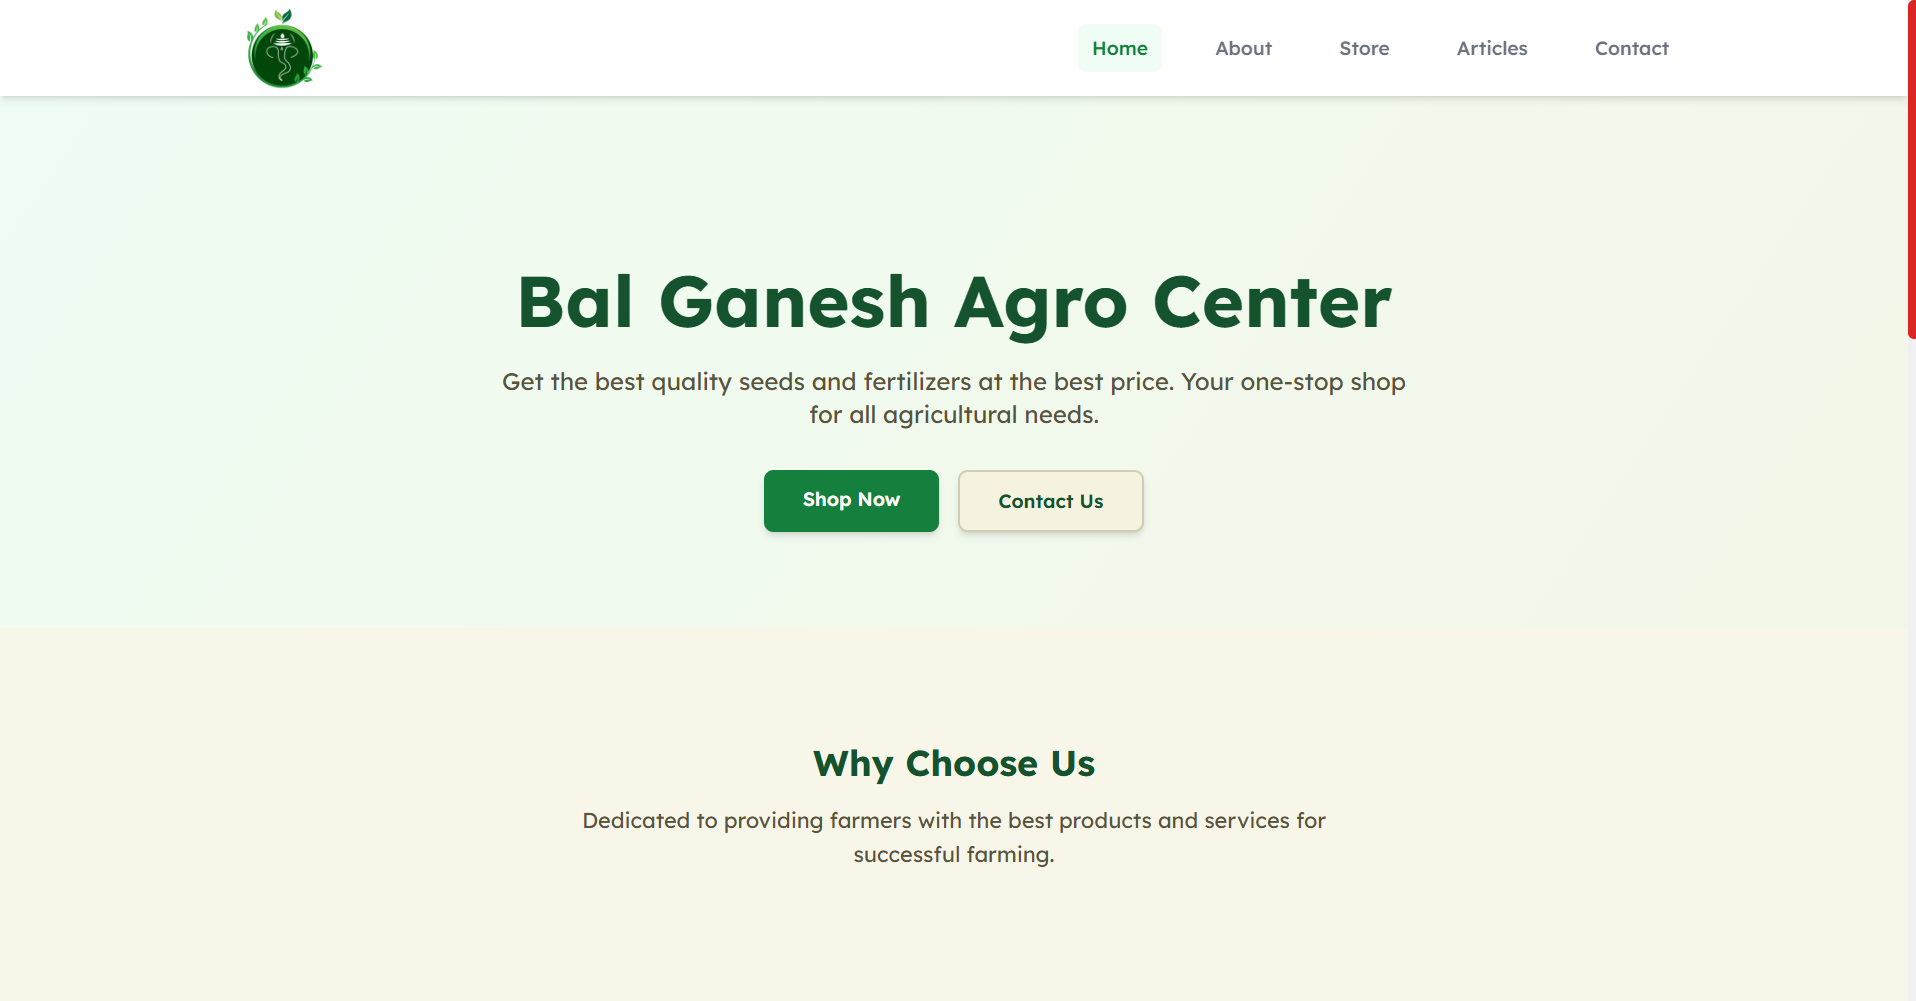 Home
About
Store
Articles
Contact
Bal Ganesh Agro Center
Get the best quality seeds and fertilizers at the best price. Your one-stop shop
for all agricultural needs.
Shop Now
Contact Us
Why Choose Us
Dedicated to providing farmers with the best products and services for
successful farming.